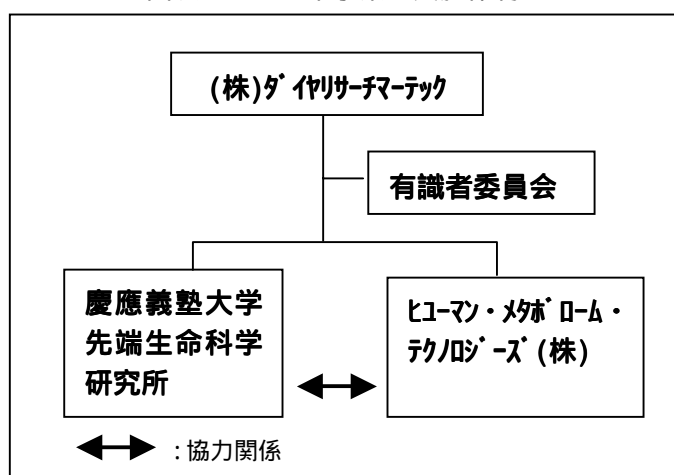 (株)ﾀﾞｲﾔﾘｻｰﾁﾏｰﾃｯｸ
有識者委員会
慶應義塾大学
先端生命科学
研究所
ﾋｭｰﾏﾝ・ﾒﾀﾎﾞﾛｰﾑ・
ﾃｸﾉﾛｼﾞｰｽﾞ(株)
:協力関係